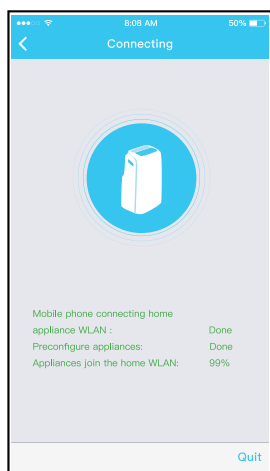 8:08 AM
50%
Connecting
Mobile phone connecting home
appliance WLAN : Done
Preconfigure appliances: Done
Appliances join the home WLAN: 99%
Quit